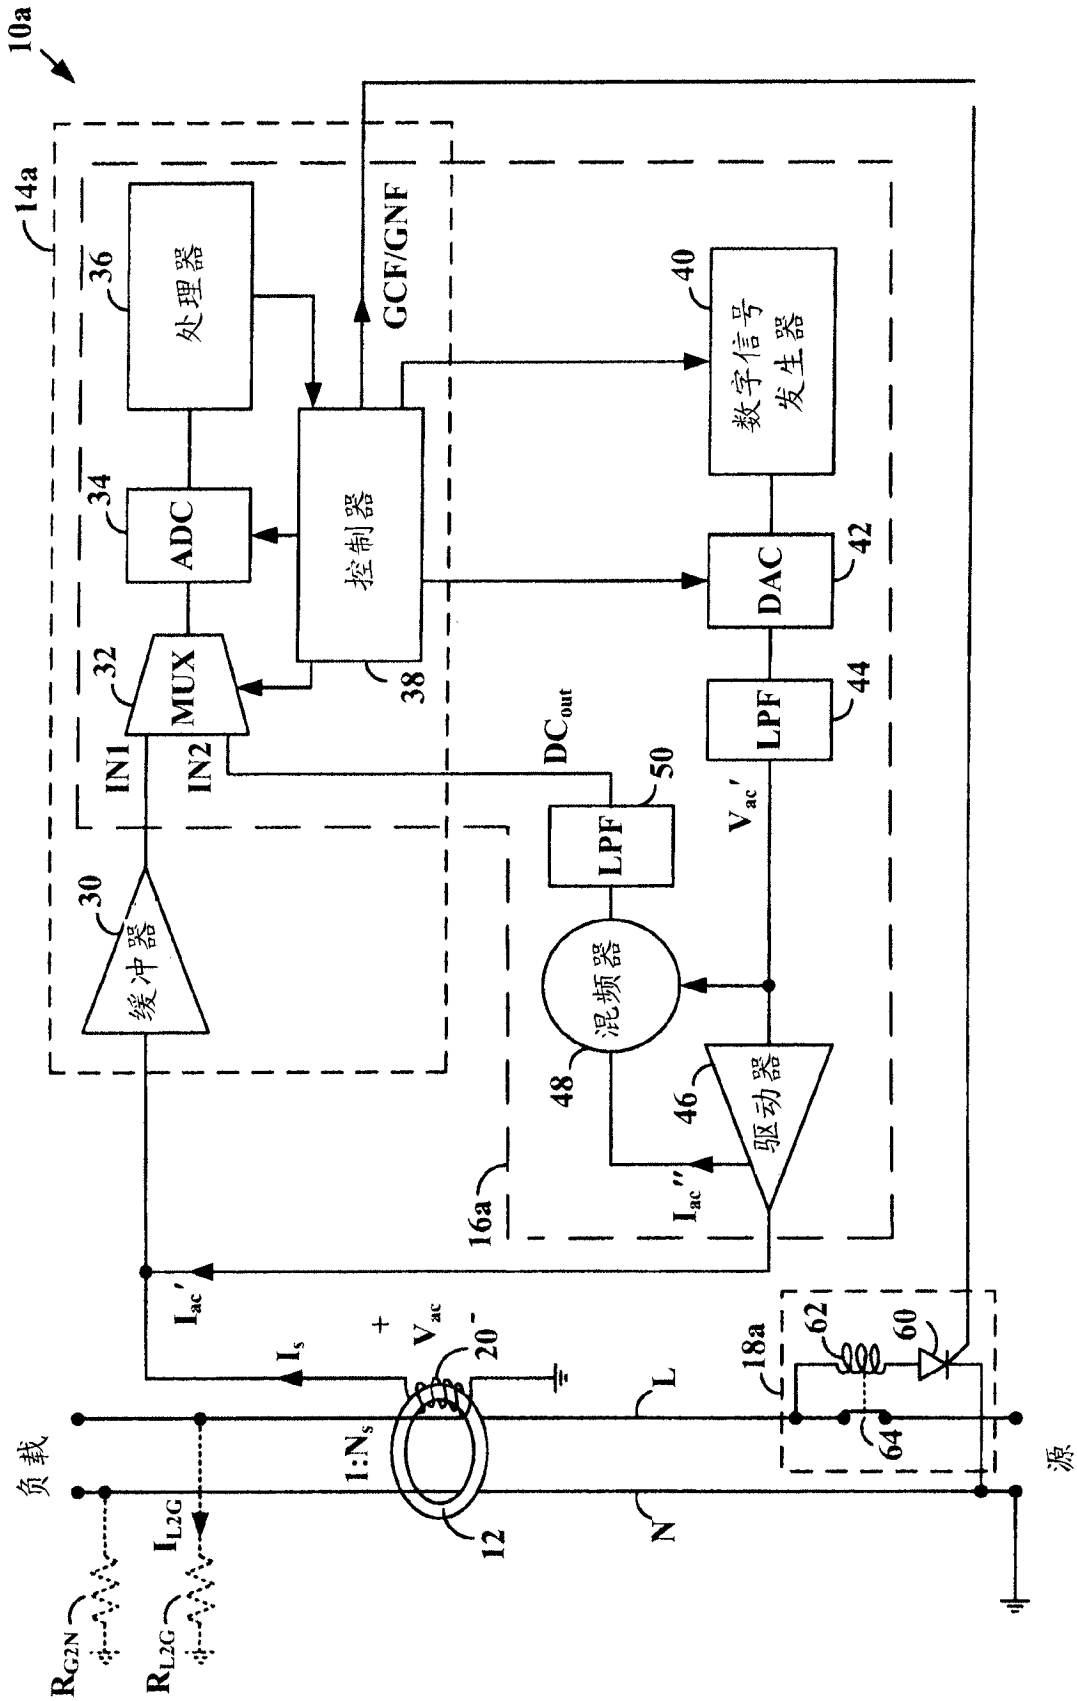 10a
14a
36
处理器
34
ADC
32
MUX
IN1
IN2
30
缓冲器
GCF/GNF
控制器
38
40
数字信号
发生器
42
DAC
44
LPF
Vac′
DCout
50
LPF
混频器
48
46
驱动器
Iac″
16a
Iac′
Is
+
Vac
-
20
1:Ns
12
L
N
18a
62
60
64
负载
源
IL2G
RG2N
RL2G